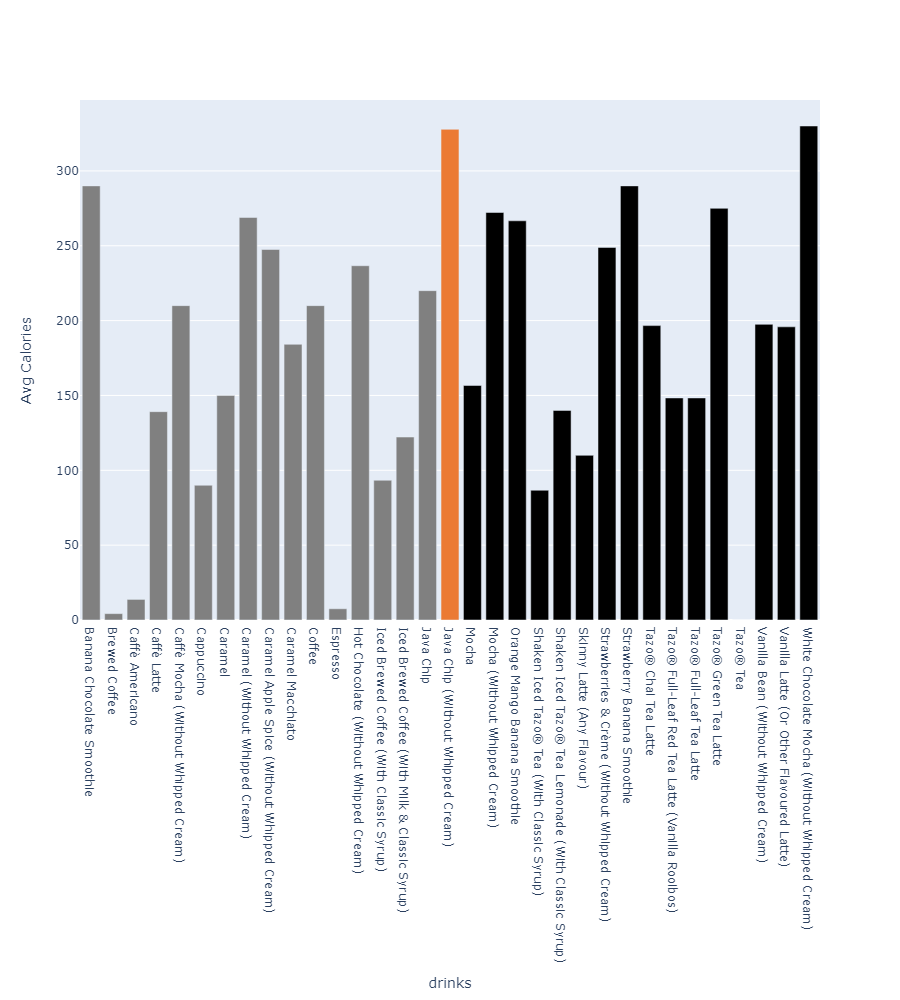 300
250
200
150
100
50
0
Avg Calories
Banana Chocolate Smoothie
Brewed Coffee
Caffè Americano
Caffè Latte
Caffè Mocha (Without Whipped Cream)
Cappuccino
Caramel
Caramel (Without Whipped Cream)
Caramel Apple Spice (Without Whipped Cream)
Caramel Macchiato
Coffee
Espresso
Hot Chocolate (Without Whipped Cream)
Iced Brewed Coffee (With Classic Syrup)
Iced Brewed Coffee (With Milk & Classic Syrup)
Java Chip
Java Chip (Without Whipped Cream)
Mocha
Mocha (Without Whipped Cream)
Orange Mango Banana Smoothie
Shaken Iced Tazo® Tea (With Classic Syrup)
Shaken Iced Tazo® Tea Lemonade (With Classic Syrup)
Skinny Latte (Any Flavour)
Strawberries & Crème (Without Whipped Cream)
Strawberry Banana Smoothie
Tazo® Chai Tea Latte
Tazo® Full-Leaf Red Tea Latte (Vanilla Rooibos)
Tazo® Full-Leaf Tea Latte
Tazo® Green Tea Latte
Tazo® Tea
Vanilla Bean (Without Whipped Cream)
Vanilla Latte (Or Other Flavoured Latte)
White Chocolate Mocha (Without Whipped Cream)
drinks